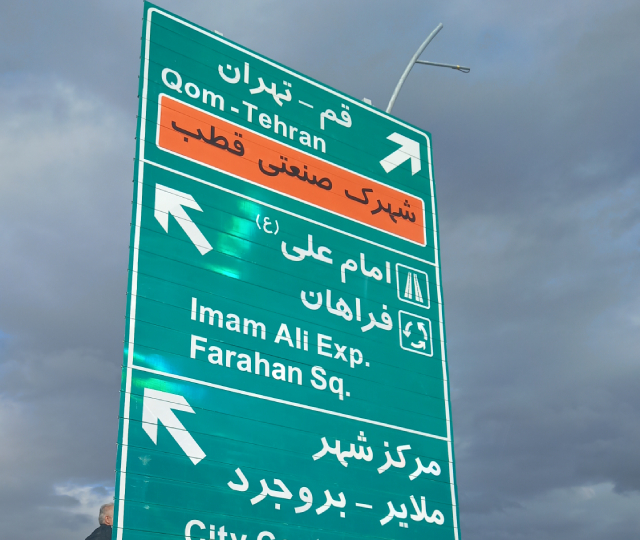 قم – تهران
Qom - Tehran
شهرک صنعتی قطب
امام علی (ع)
فراهان
Imam Ali Exp.
Farahan Sq.
مرکز شهر
ملایر – بروجرد
City